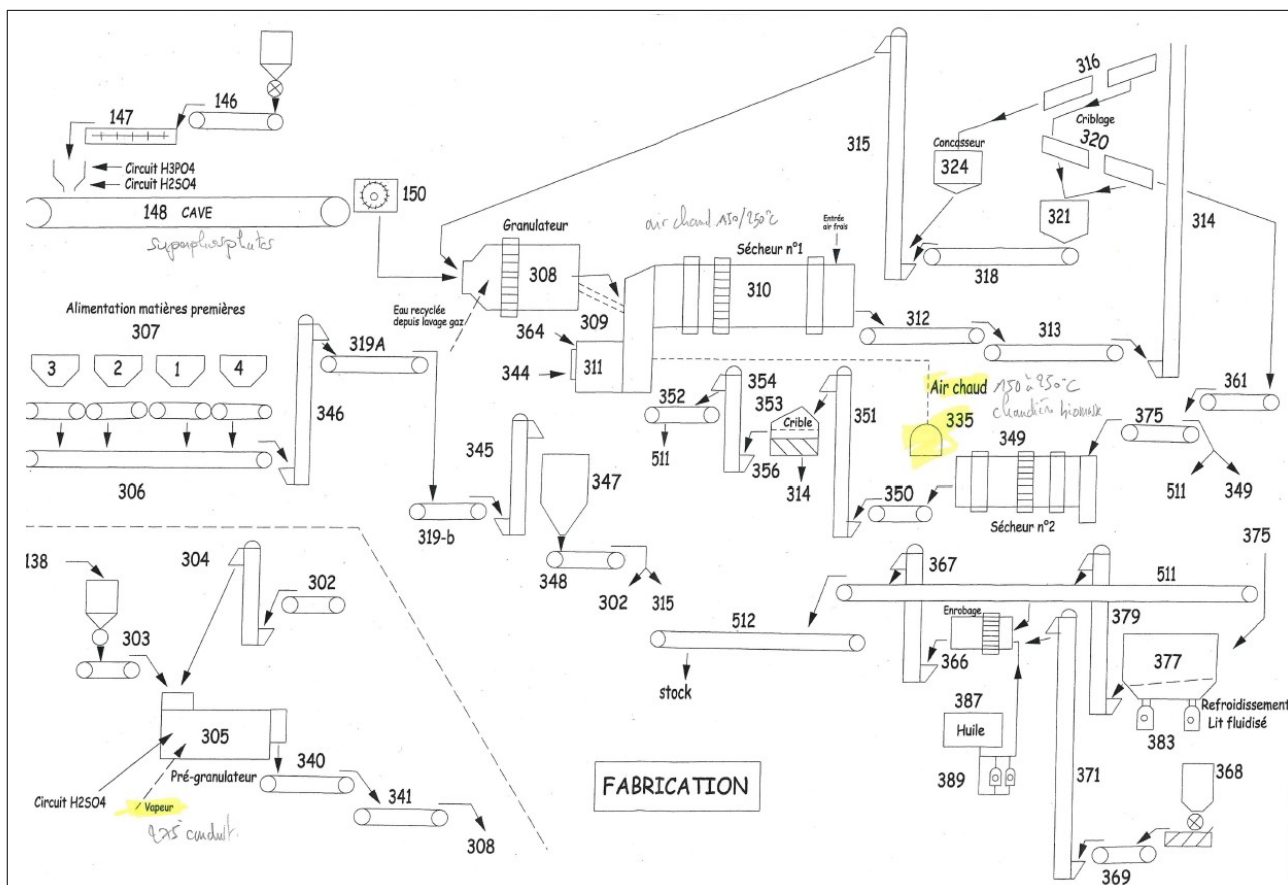 146
147
Circuit H3PO4
Circuit H2SO4
148 CAVE
superphosphates
150
316
Criblage
320
315
Concasseur
324
321
314
318
Granulateur
308
Eau recyclée
depuis lavage gaz
air chaud 150/250°C
Sécheur n°1
Entrée
air frais
310
309
364
311
344
312
313
Alimentation matières premières
307
3
2
1
4
319A
346
306
345
347
319-b
348
302
315
352
511
354
353
Crible
356
314
351
Air chaud
150 à 250°C
chaudière biomasse
335
349
350
Sécheur n°2
361
375
511
349
375
138
304
302
303
305
Pré-granulateur
Circuit H2SO4
Vapeur
conduit
340
341
308
512
stock
367
511
Enrobage
366
379
377
Refroidissement
Lit fluidisé
383
387
Huile
389
371
368
369
FABRICATION